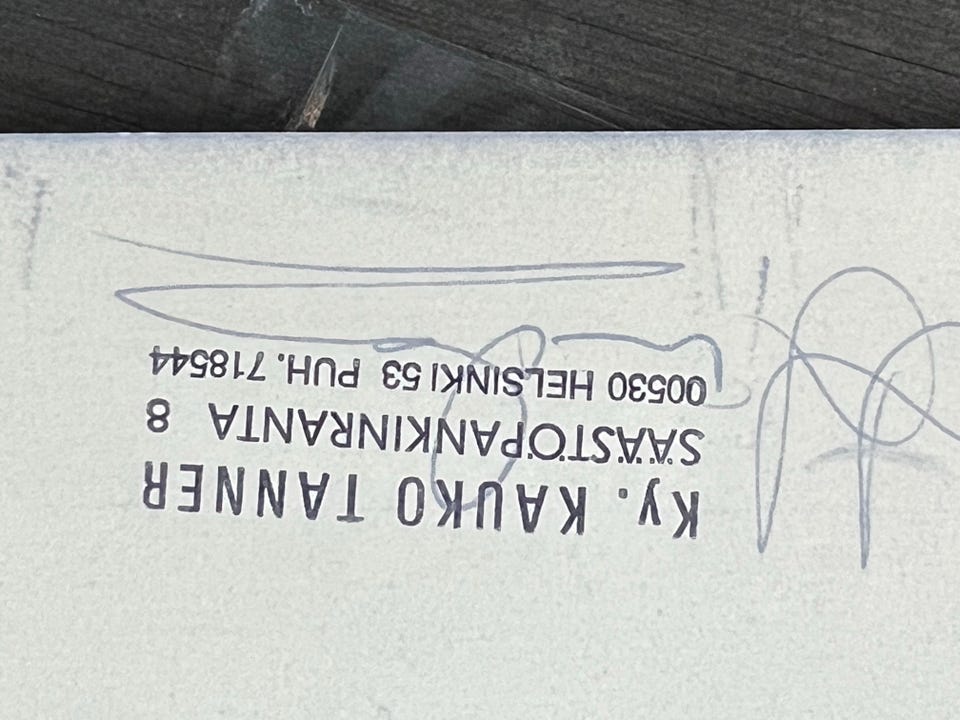 Ky. KAUKO TANNER
SÄÄSTÖPANKINRANTA 8
00530 HELSINKI 53 PUH. 718544